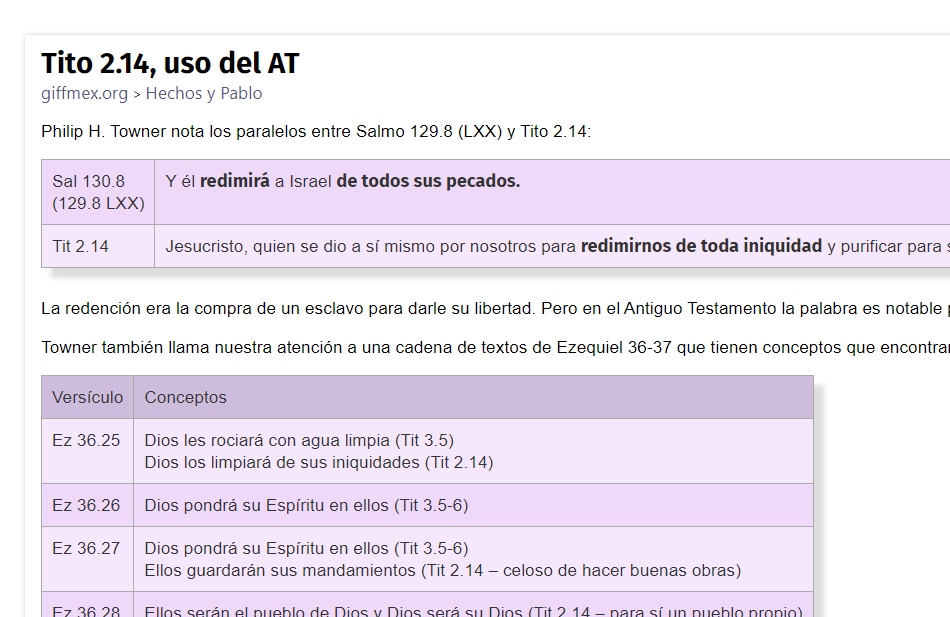 Tito 2.14, uso del AT
giffmex.org > Hechos y Pablo
Philip H. Towner nota los paralelos entre Salmo 129.8 (LXX) y Tito 2.14:
Sal 130.8 (129.8 LXX)
Y él redimirá a Israel de todos sus pecados.
Tit 2.14
Jesucristo, quien se dio a sí mismo por nosotros para redimirnos de toda iniquidad y purificar para
La redención era la compra de un esclavo para darle su libertad. Pero en el Antiguo Testamento la palabra es notable
Towner también llama nuestra atención a una cadena de textos de Ezequiel 36-37 que tienen conceptos que
Versículo Conceptos
Ez 36.25
Dios les rociará con agua limpia (Tit 3.5)
Dios los limpiará de sus iniquidades (Tit 2.14)
Ez 36.26 Dios pondrá su Espíritu en ellos (Tit 3.5-6)
Ez 36.27
Dios pondrá su Espíritu en ellos (Tit 3.5-6)
Ellos guardarán sus mandamientos (Tit 2.14 – celoso de hacer buenas obras)
Ez 36.28 Ellos serán el pueblo de Dios y Dios será su Dios (Tit 2.14 – para sí un pueblo propio)